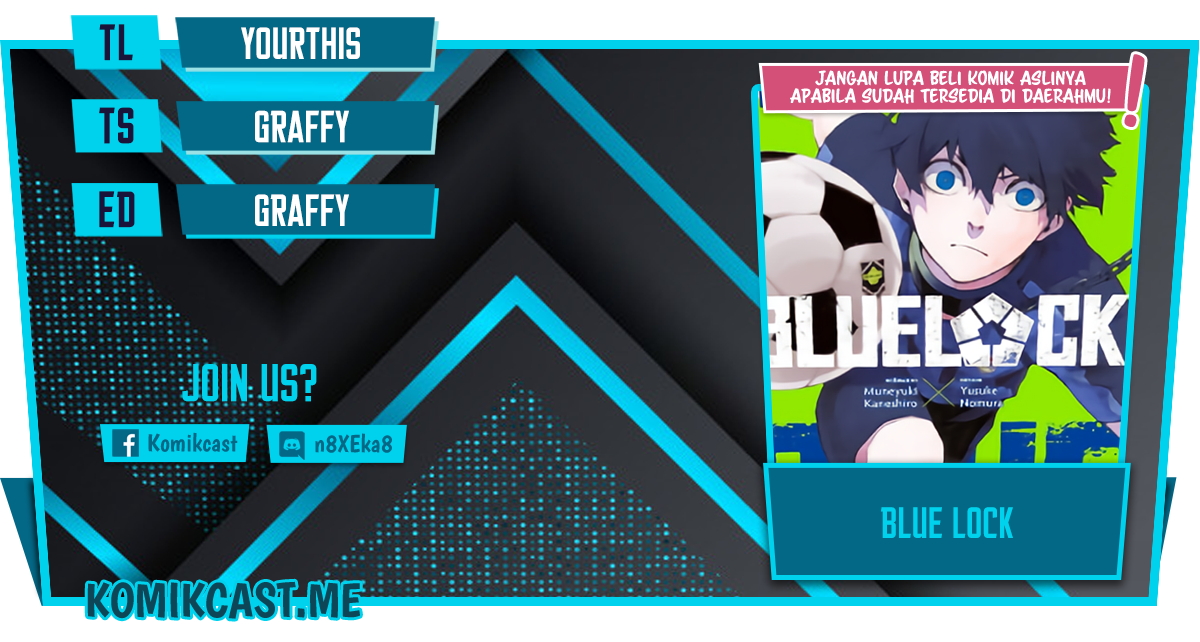 TL
YOURTHIS
TS
GRAFFY
ED
GRAFFY
JOIN US?
Komikcast
n8XEka8
KOMIKCAST.ME
JANGAN LUPA BELI KOMIK ASLINYA
APABILA SUDAH TERSEDIA DI DAERAHMU!
BLUELOCK
Muneyuki
Kaneshiro
Yusuke
Nomura
BLUE LOCK